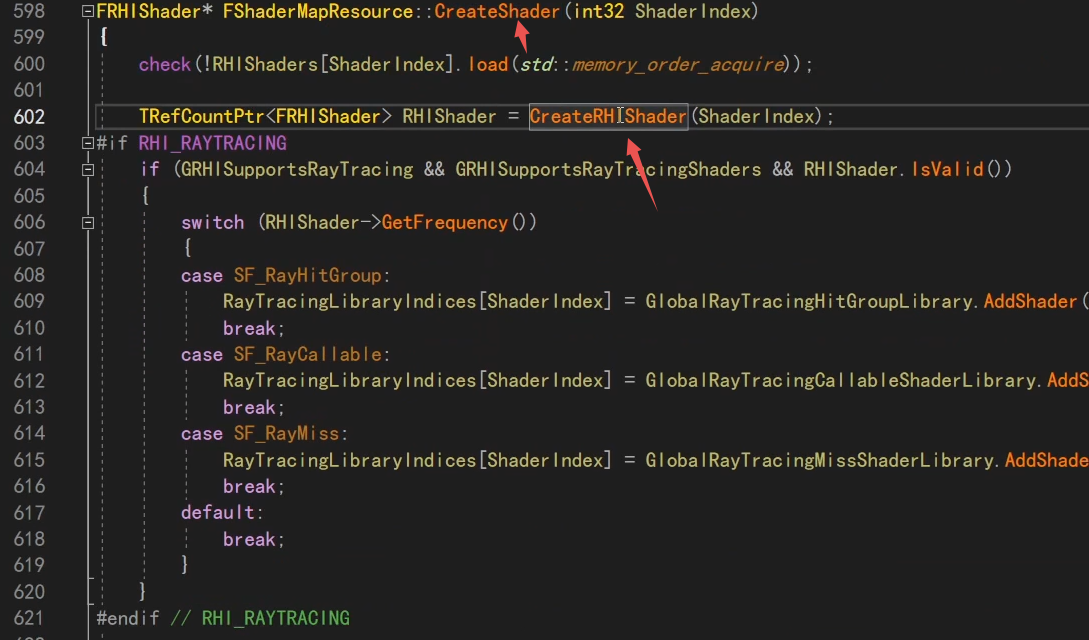 598 FRHIShader* FShaderMapResource::CreateShader(int32 ShaderIndex)
599 {
600 check(!RHIShaders[ShaderIndex].load(std::memory_order_acquire));
601
602 TRefCountPtr<FRHIShader> RHIShader = CreateRHIShader(ShaderIndex);
603 #if RHI_RAYTRACING
604 if (GRHISupportsRayTracing && GRHISupportsRayTracingShaders && RHIShader.IsValid())
605 {
606 switch (RHIShader->GetFrequency())
607 {
608 case SF_RayHitGroup:
609 RayTracingLibraryIndices[ShaderIndex] = GlobalRayTracingHitGroupLibrary.AddShader(
610 break;
611 case SF_RayCallable:
612 RayTracingLibraryIndices[ShaderIndex] = GlobalRayTracingCallableShaderLibrary.AddS
613 break;
614 case SF_RayMiss:
615 RayTracingLibraryIndices[ShaderIndex] = GlobalRayTracingMissShaderLibrary.AddShade
616 break;
617 default:
618 break;
619 }
620 }
621 #endif // RHI_RAYTRACING